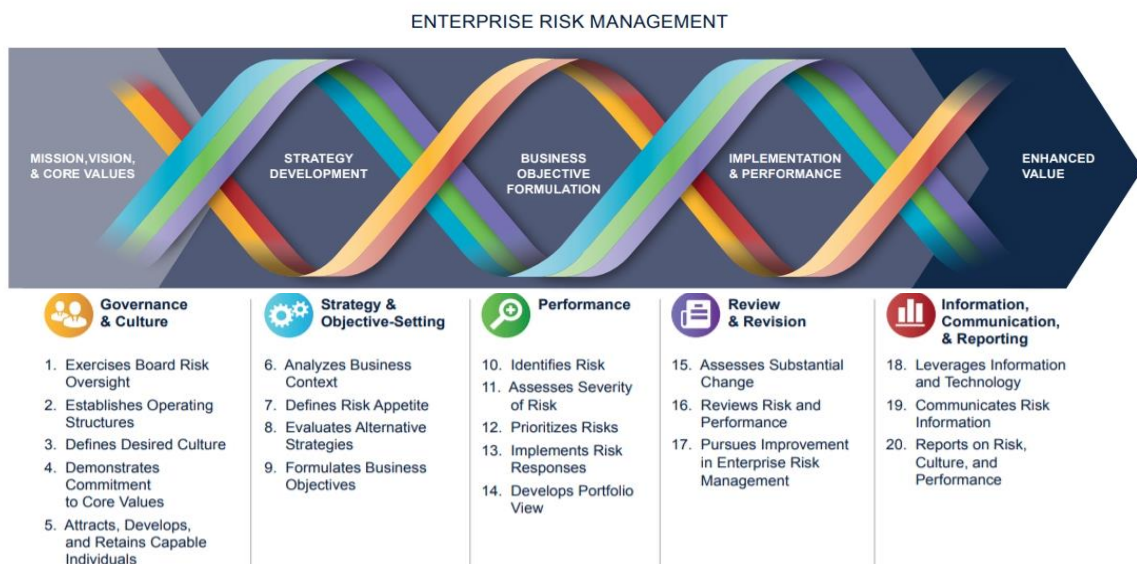 ENTERPRISE RISK MANAGEMENT
MISSION,VISION,
& CORE VALUES
STRATEGY
DEVELOPMENT
BUSINESS
OBJECTIVE
FORMULATION
IMPLEMENTATION
& PERFORMANCE
ENHANCED
VALUE
Governance
& Culture
1. Exercises Board Risk
Oversight
2. Establishes Operating
Structures
3. Defines Desired Culture
4. Demonstrates
Commitment
to Core Values
5. Attracts, Develops,
and Retains Capable
Individuals
Strategy &
Objective-Setting
6. Analyzes Business
Context
7. Defines Risk Appetite
8. Evaluates Alternative
Strategies
9. Formulates Business
Objectives
Performance
10. Identifies Risk
11. Assesses Severity
of Risk
12. Prioritizes Risks
13. Implements Risk
Responses
14. Develops Portfolio
View
Review
& Revision
15. Assesses Substantial
Change
16. Reviews Risk and
Performance
17. Pursues Improvement
in Enterprise Risk
Management
Information,
Communication,
& Reporting
18. Leverages Information
and Technology
19. Communicates Risk
Information
20. Reports on Risk,
Culture, and
Performance